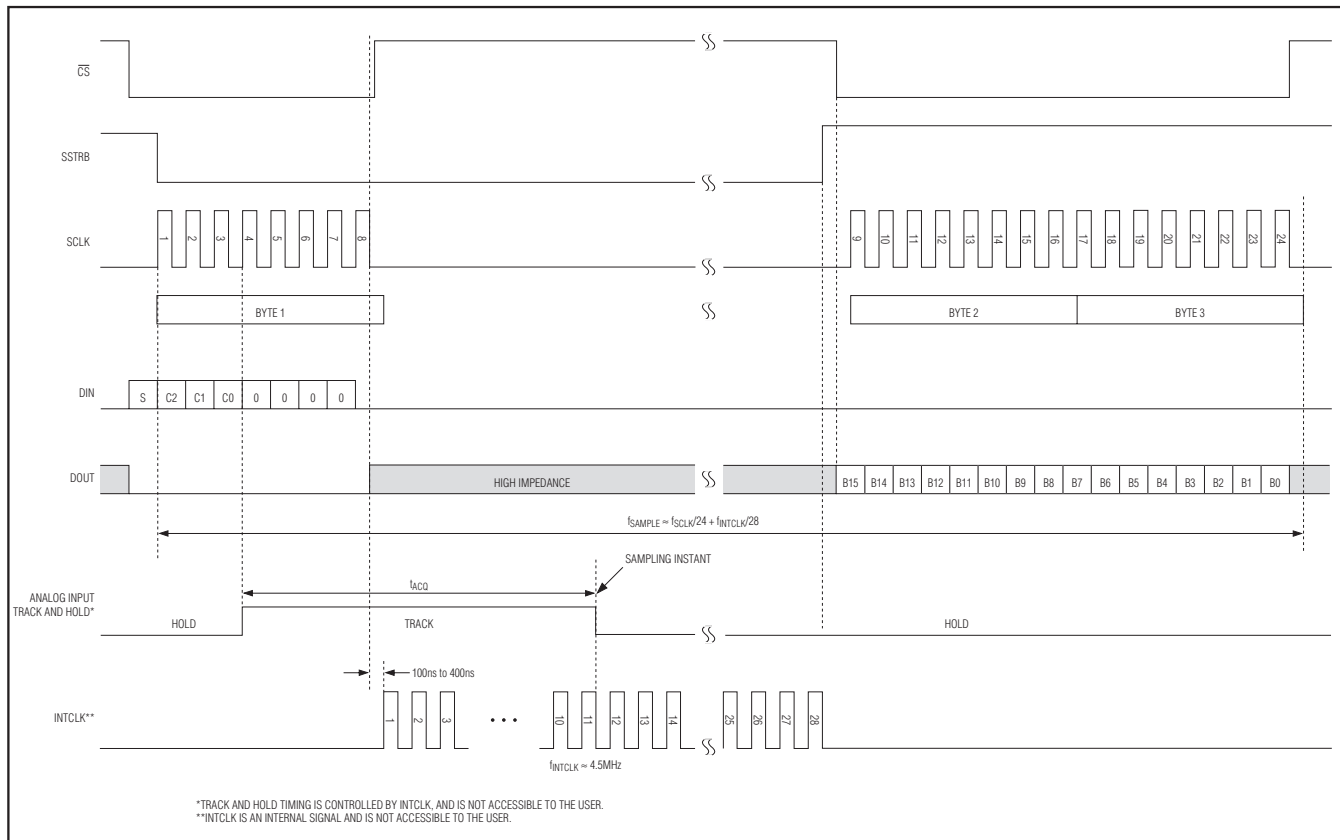 CS
SSTRB
SCLK
1 2 3 4 5 6 7 8 9 10 11 12 13 14 15 16 17 18 19 20 21 22 23 24
BYTE 1 BYTE 2 BYTE 3
DIN
S C2 C1 C0 0 0 0 0
DOUT
HIGH IMPEDANCE
B15 B14 B13 B12 B11 B10 B9 B8 B7 B6 B5 B4 B3 B2 B1 B0
fSAMPLE ≈ fSCLK/24 + fINTCLK/28
SAMPLING INSTANT
tACQ
ANALOG INPUT
TRACK AND HOLD*
HOLD TRACK HOLD
100ns to 400ns
INTCLK**
1 2 3 • • • 10 11 12 13 14 25 26 27 28
fINTCLK ≈ 4.5MHz
*TRACK AND HOLD TIMING IS CONTROLLED BY INTCLK, AND IS NOT ACCESSIBLE TO THE USER.
**INTCLK IS AN INTERNAL SIGNAL AND IS NOT ACCESSIBLE TO THE USER.